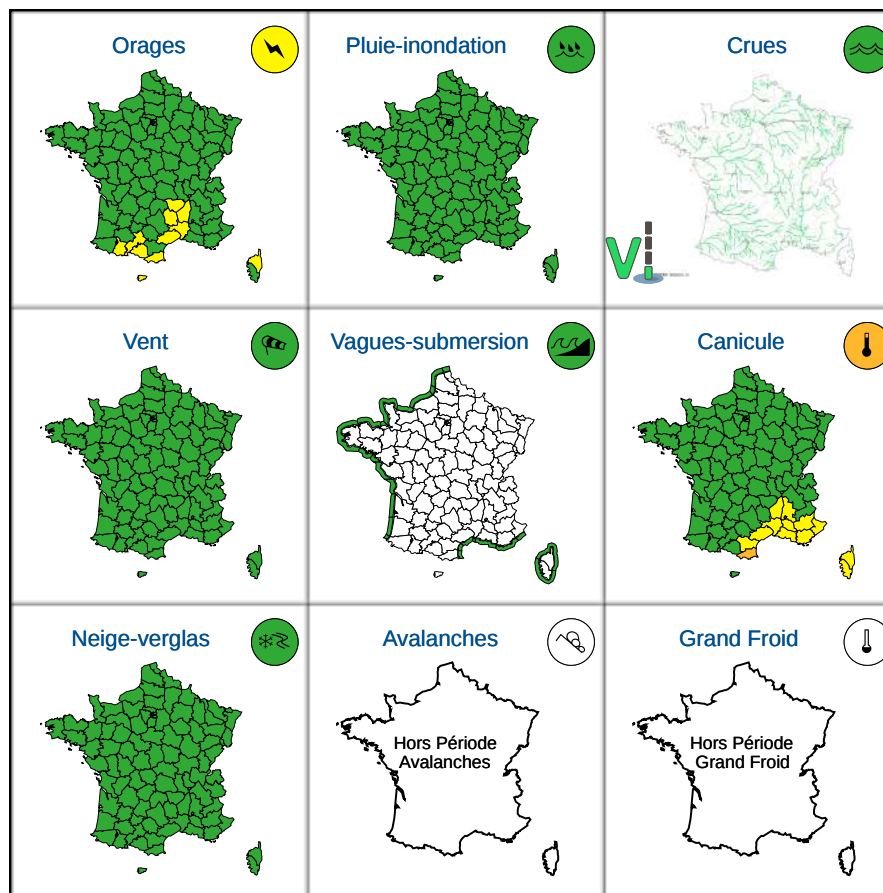 Orages
Pluie-inondation
Crues
Vent
Vagues-submersion
Canicule
Neige-verglas
Avalanches
Grand Froid
Hors Période
Avalanches
Hors Période
Grand Froid